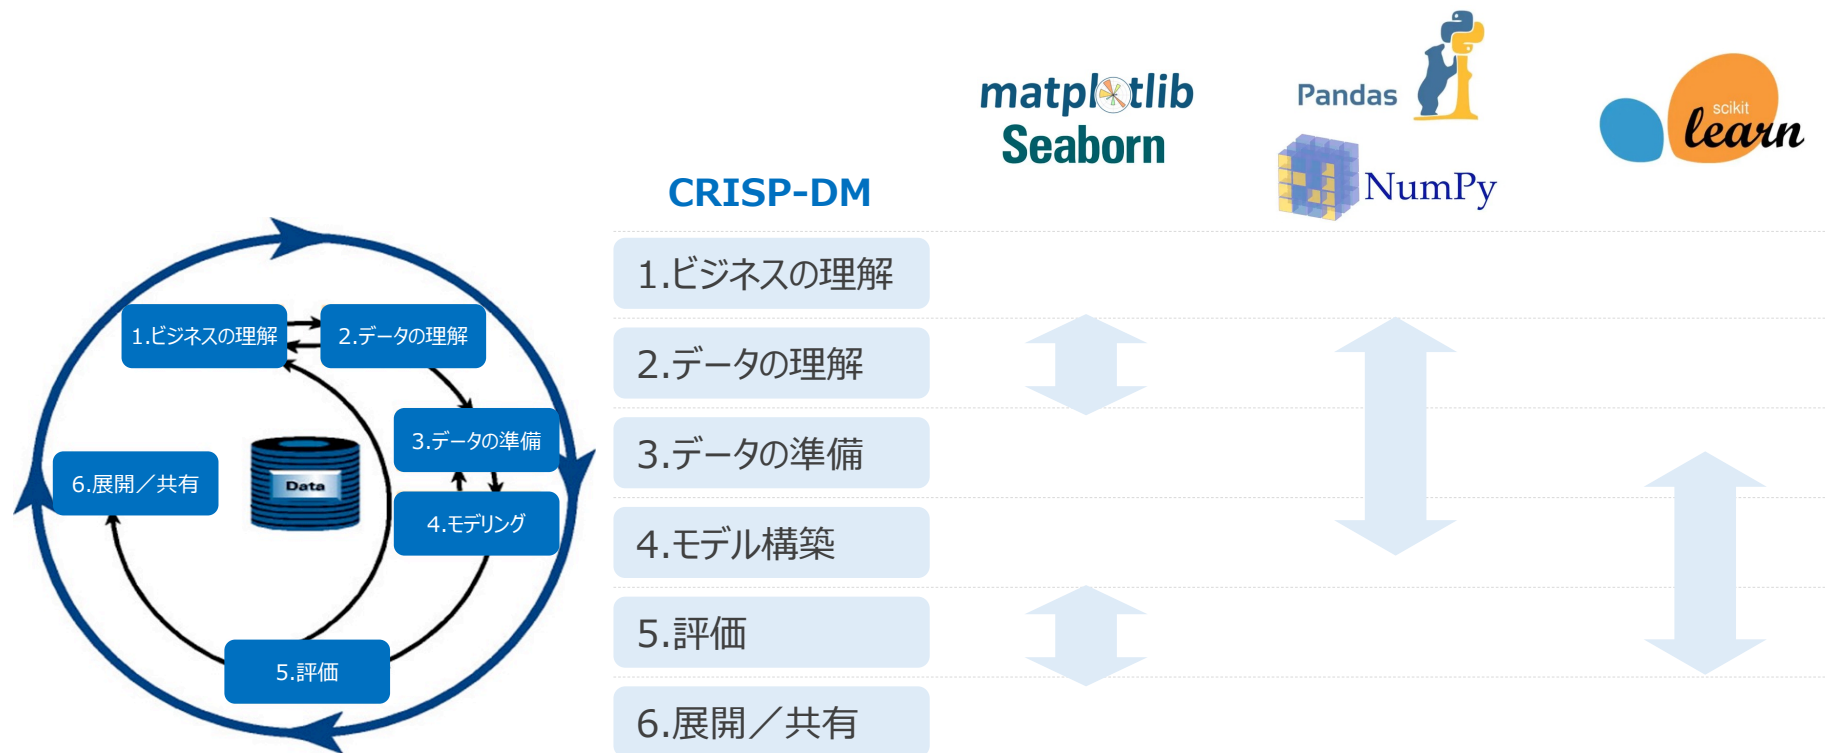 matplotlib
Seaborn
Pandas
NumPy
scikit
learn
CRISP-DM
1.ビジネスの理解
2.データの理解
3.データの準備
4.モデル構築
5.評価
6.展開／共有
1.ビジネスの理解
2.データの理解
3.データの準備
4.モデリング
5.評価
6.展開／共有
Data